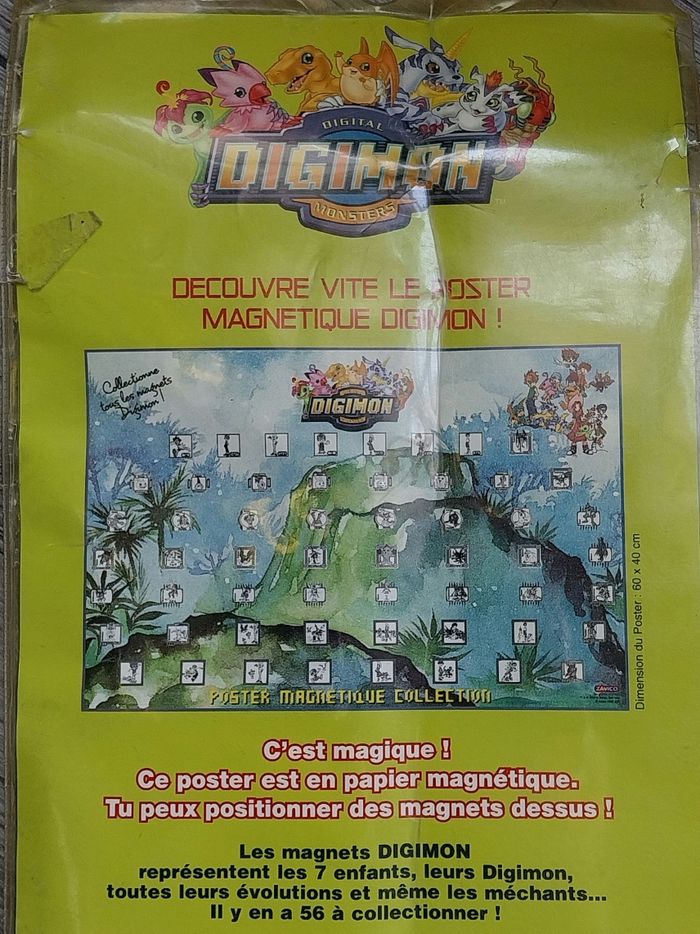 DIGITAL
DIGIMON
MONSTERS
TM
DECOUVRE VITE LE POSTER
MAGNETIQUE DIGIMON !
Collectionne
tous les magnets
Digimon !
DIGIMON
POSTER MAGNETIQUE COLLECTION
ZANICO
Dimension du Poster : 60 x 40 cm
C'est magique !
Ce poster est en papier magnétique.
Tu peux positionner des magnets dessus !
Les magnets DIGIMON
représentent les 7 enfants, leurs Digimon,
toutes leurs évolutions et même les méchants...
Il y en a 56 à collectionner !